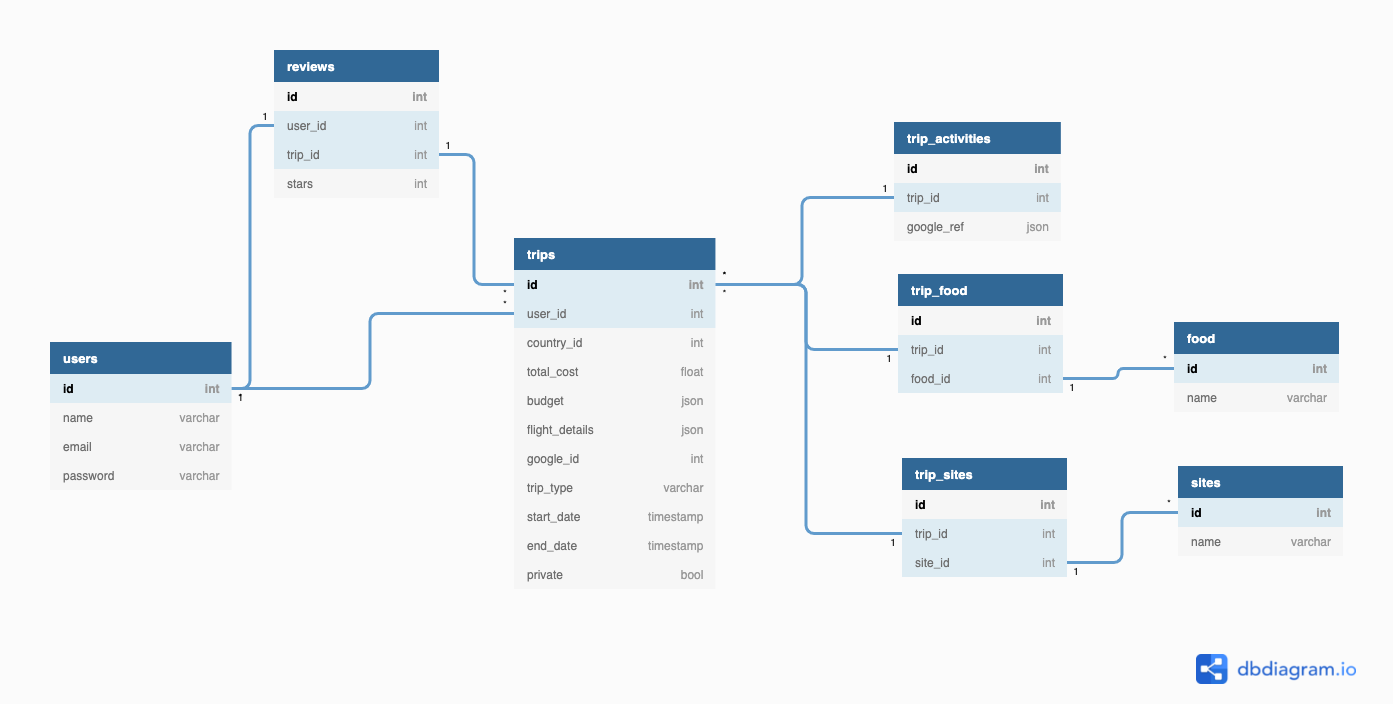 reviews
id int
1
user_id int
trip_id int
1
stars int
trip_activities
id int
1
trip_id int
google_ref json
trips
*
id int
*
*
*
user_id int
country_id int
total_cost float
budget json
flight_details json
google_id int
trip_type varchar
start_date timestamp
end_date timestamp
private bool
trip_food
id int
trip_id int
1
food_id int
1
food
*
id int
name varchar
users
id int
1
name varchar
email varchar
password varchar
trip_sites
id int
trip_id int
1
site_id int
1
sites
*
id int
name varchar
dbdiagram.io